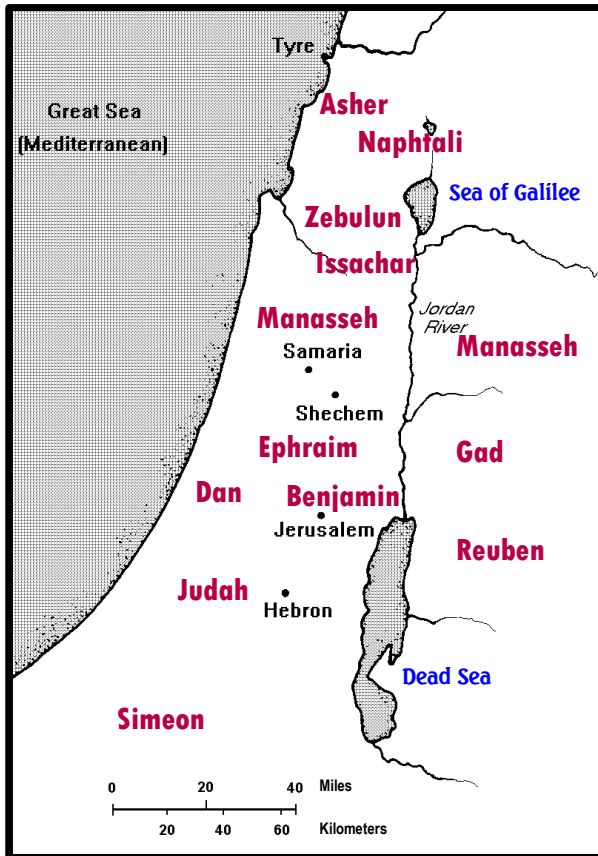 Tyre
Great Sea
(Mediterranean)
Asher
Naphtali
Sea of Galilee
Zebulun
Issachar
Jordan
River
Manasseh
Manasseh
Samaria
Shechem
Ephraim
Gad
Dan
Benjamin
Jerusalem
Reuben
Judah
Hebron
Dead Sea
Simeon
0 20 40 Miles
20 40 60 Kilometers